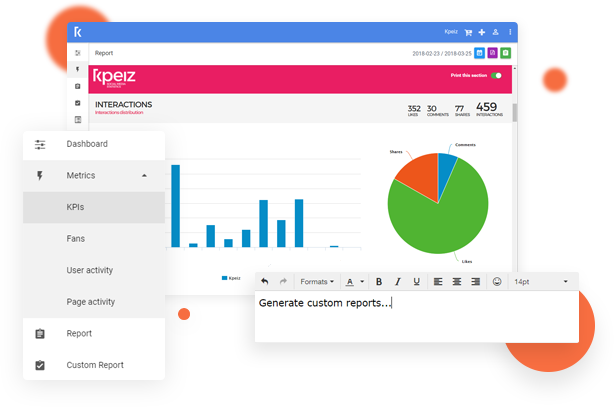 Kpeiz
Report
2018-02-23 / 2018-03-25
kpeiz
Print this section
INTERACTIONS
Interactions distribution
352 LIKES
30 COMMENTS
77 SHARES
459 INTERACTIONS
Dashboard
Metrics
KPIs
Fans
User activity
Page activity
Report
Custom Report
Shares
Comments
Likes
Kpeiz
Formats
A
B
I
U
14pt
Generate custom reports...